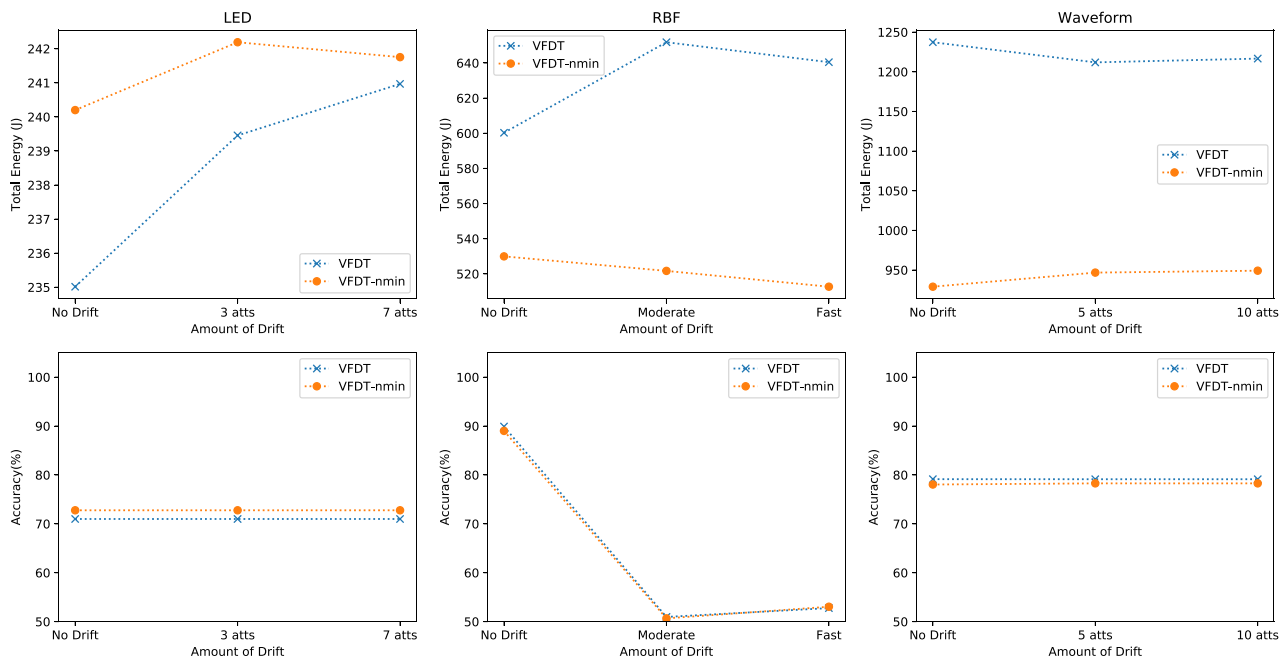 LED
Total Energy (J)
242
241
240
239
238
237
236
235
VFDT
VFDT-nmin
No Drift
3 atts
7 atts
Amount of Drift
RBF
Total Energy (J)
640
620
600
580
560
540
520
VFDT
VFDT-nmin
No Drift
Moderate
Fast
Amount of Drift
Waveform
Total Energy (J)
1250
1200
1150
1100
1050
1000
950
VFDT
VFDT-nmin
No Drift
5 atts
10 atts
Amount of Drift
Accuracy(%)
100
90
80
70
60
50
VFDT
VFDT-nmin
No Drift
3 atts
7 atts
Amount of Drift
Accuracy(%)
100
90
80
70
60
50
VFDT
VFDT-nmin
No Drift
Moderate
Fast
Amount of Drift
Accuracy(%)
100
90
80
70
60
50
VFDT
VFDT-nmin
No Drift
5 atts
10 atts
Amount of Drift